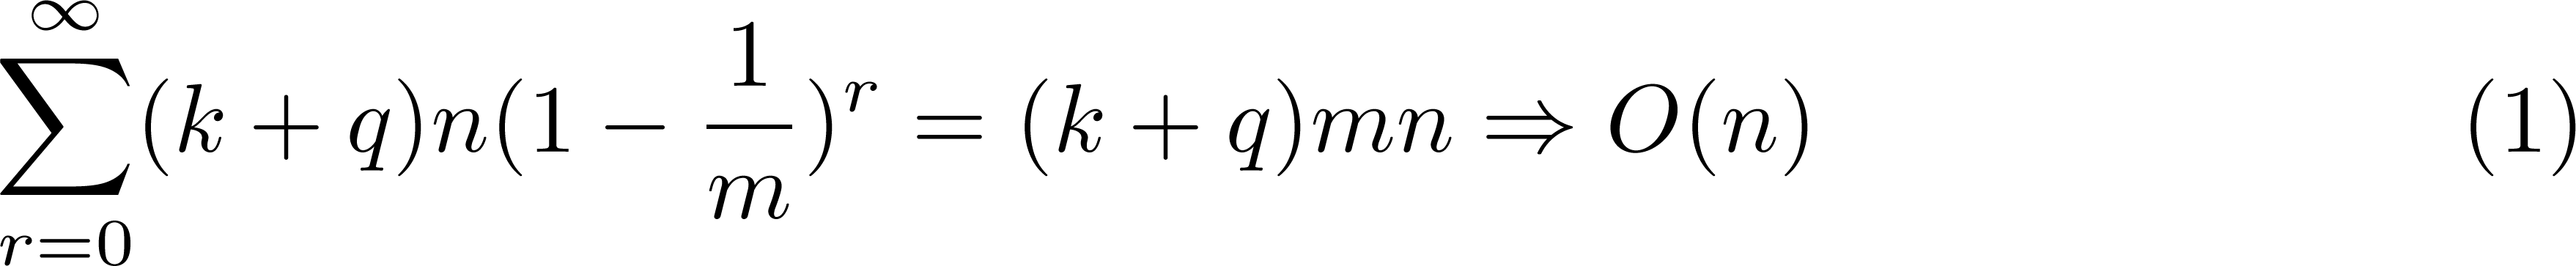 \sum_{r=0}^{\infty}(k+q)n(1-\frac{1}{m})^r = (k+q)mn \Rightarrow O(n) (1)